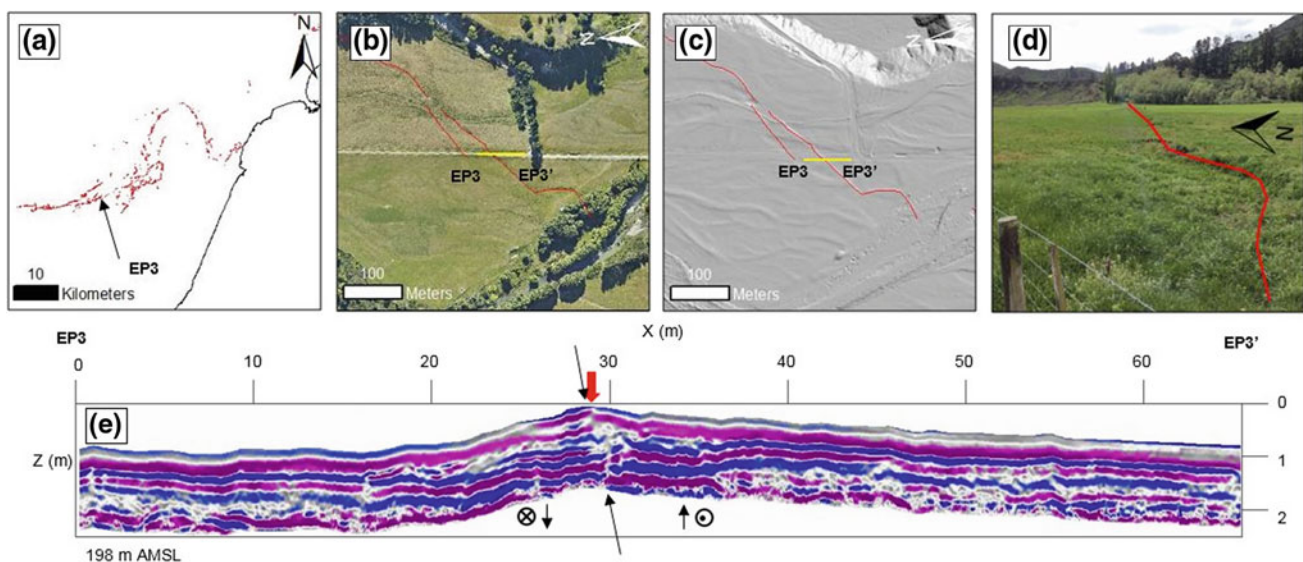 (a)
N
EP3
10
Kilometers
(b)
N
EP3
EP3’
100
Meters
(c)
N
EP3
EP3’
100
Meters
(d)
N
X (m)
EP3
EP3’
0 10 20 30 40 50 60
(e)
Z (m)
0
1
2
198 m AMSL